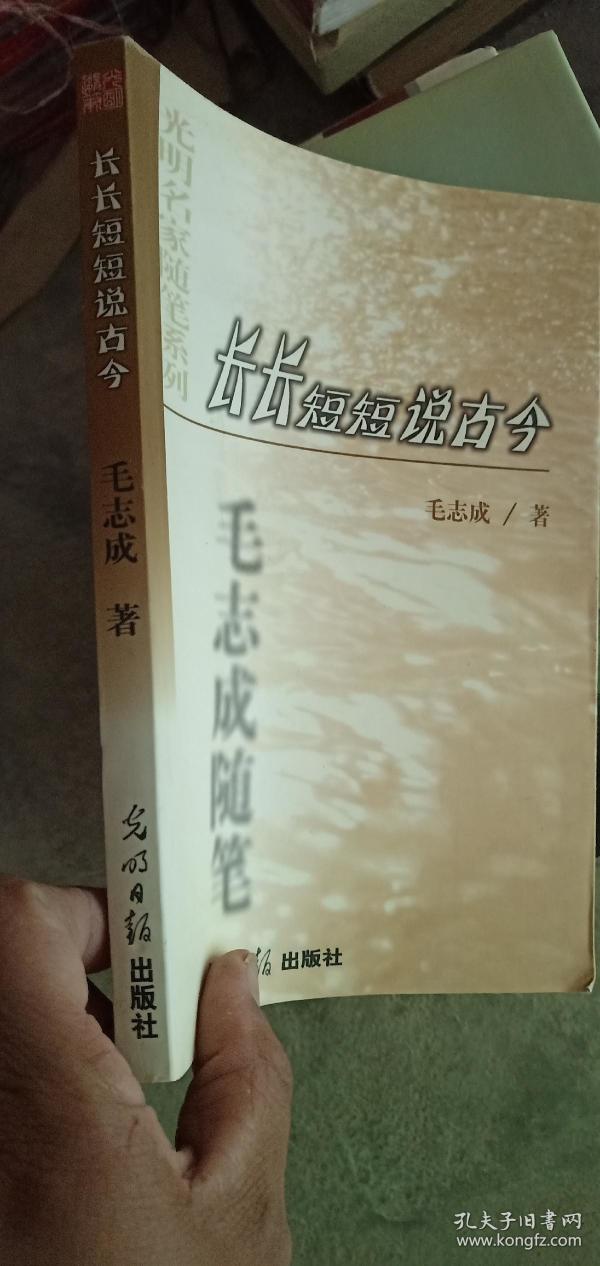 长长短短说古今
毛志成 著
光明日报
出版社
光明名家随笔系列
长长短短说古今
毛志成 / 著
毛志成随笔
报 出版社
孔夫子旧书网
www.kongfz.com